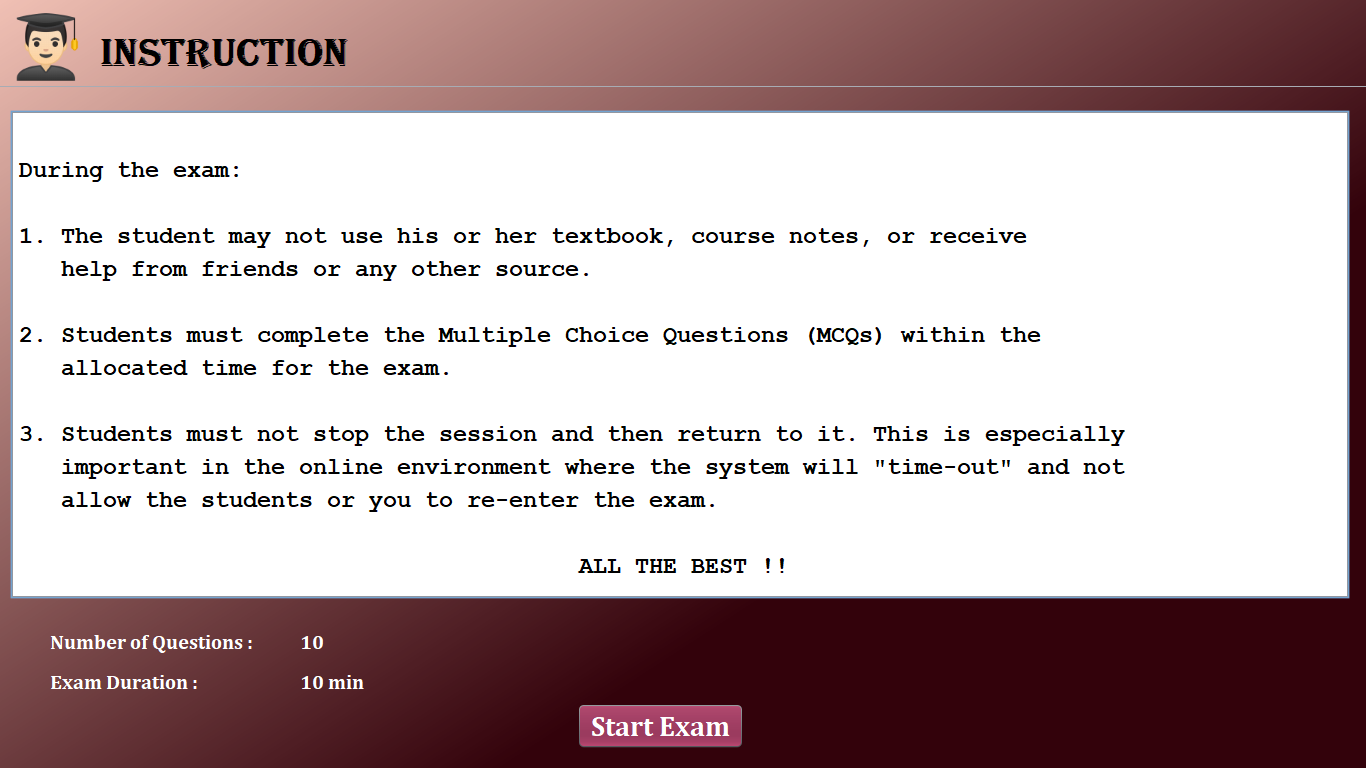 INSTRUCTION
During the exam:
1. The student may not use his or her textbook, course notes, or receive
help from friends or any other source.
2. Students must complete the Multiple Choice Questions (MCQs) within the
allocated time for the exam.
3. Students must not stop the session and then return to it. This is especially
important in the online environment where the system will "time-out" and not
allow the students or you to re-enter the exam.
ALL THE BEST !!
Number of Questions : 10
Exam Duration : 10 min
Start Exam